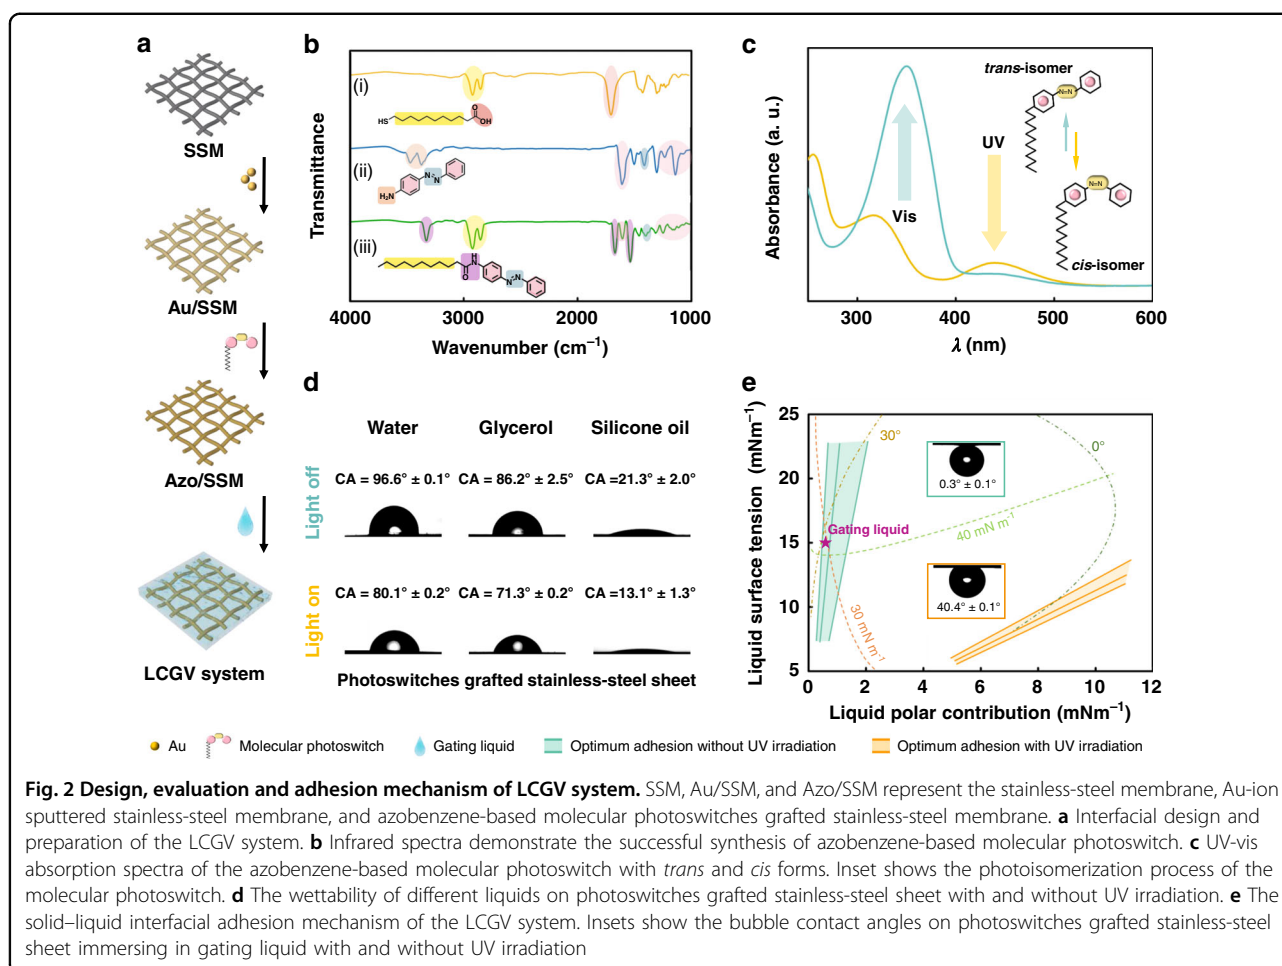 a
SSM
Au/SSM
Azo/SSM
LCGV system
b
Transmittance
(i)
HS
O
OH
(ii)
H₂N
N
N
(iii)
H
N
O
N
N
4000 3000 2000 1000
Wavenumber (cm⁻¹)
c
Absorbance (a. u.)
trans-isomer
N=N
UV
Vis
N=N
cis-isomer
300 400 500 600
λ (nm)
d
Water Glycerol Silicone oil
Light off
CA = 96.6° ± 0.1° CA = 86.2° ± 2.5° CA =21.3° ± 2.0°
Light on
CA = 80.1° ± 0.2° CA = 71.3° ± 0.2° CA =13.1° ± 1.3°
Photoswitches grafted stainless-steel sheet
e
Liquid surface tension (mNm⁻¹)
25
20
15
10
5
30°
0°
0.3° ± 0.1°
Gating liquid
40 mN m⁻¹
40.4° ± 0.1°
30 mN m⁻¹
0 2 4 6 8 10 12
Liquid polar contribution (mNm⁻¹)
Au Molecular photoswitch Gating liquid Optimum adhesion without UV irradiation Optimum adhesion with UV irradiation
Fig. 2 Design, evaluation and adhesion mechanism of LCGV system. SSM, Au/SSM, and Azo/SSM represent the stainless-steel membrane, Au-ion
sputtered stainless-steel membrane, and azobenzene-based molecular photoswitches grafted stainless-steel membrane. a Interfacial design and
preparation of the LCGV system. b Infrared spectra demonstrate the successful synthesis of azobenzene-based molecular photoswitch. c UV-vis
absorption spectra of the azobenzene-based molecular photoswitch with trans and cis forms. Inset shows the photoisomerization process of the
molecular photoswitch. d The wettability of different liquids on photoswitches grafted stainless-steel sheet with and without UV irradiation. e The
solid–liquid interfacial adhesion mechanism of the LCGV system. Insets show the bubble contact angles on photoswitches grafted stainless-steel
sheet immersing in gating liquid with and without UV irradiation